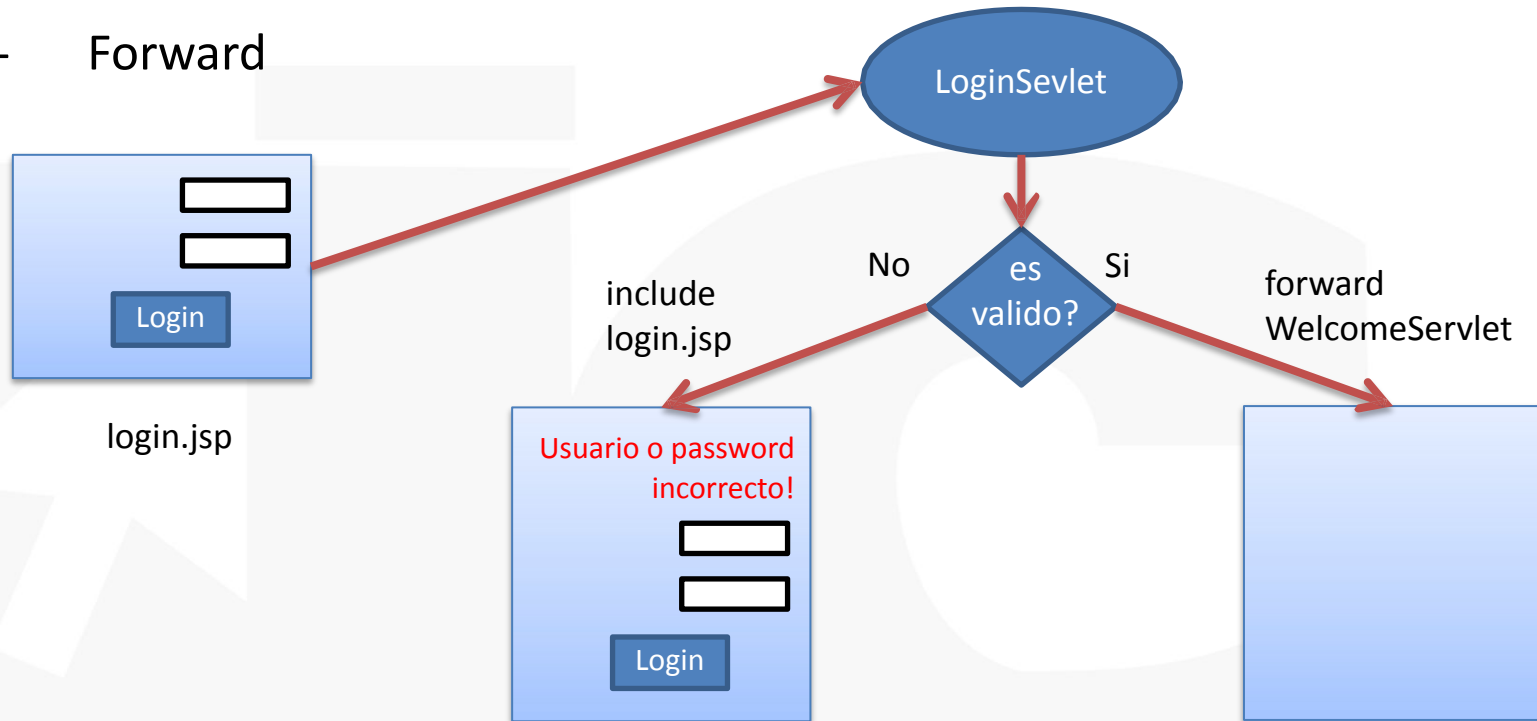 - Forward
LoginSevlet
Login
login.jsp
No
es
valido?
Si
include
login.jsp
forward
WelcomeServlet
Usuario o password
incorrecto!
Login